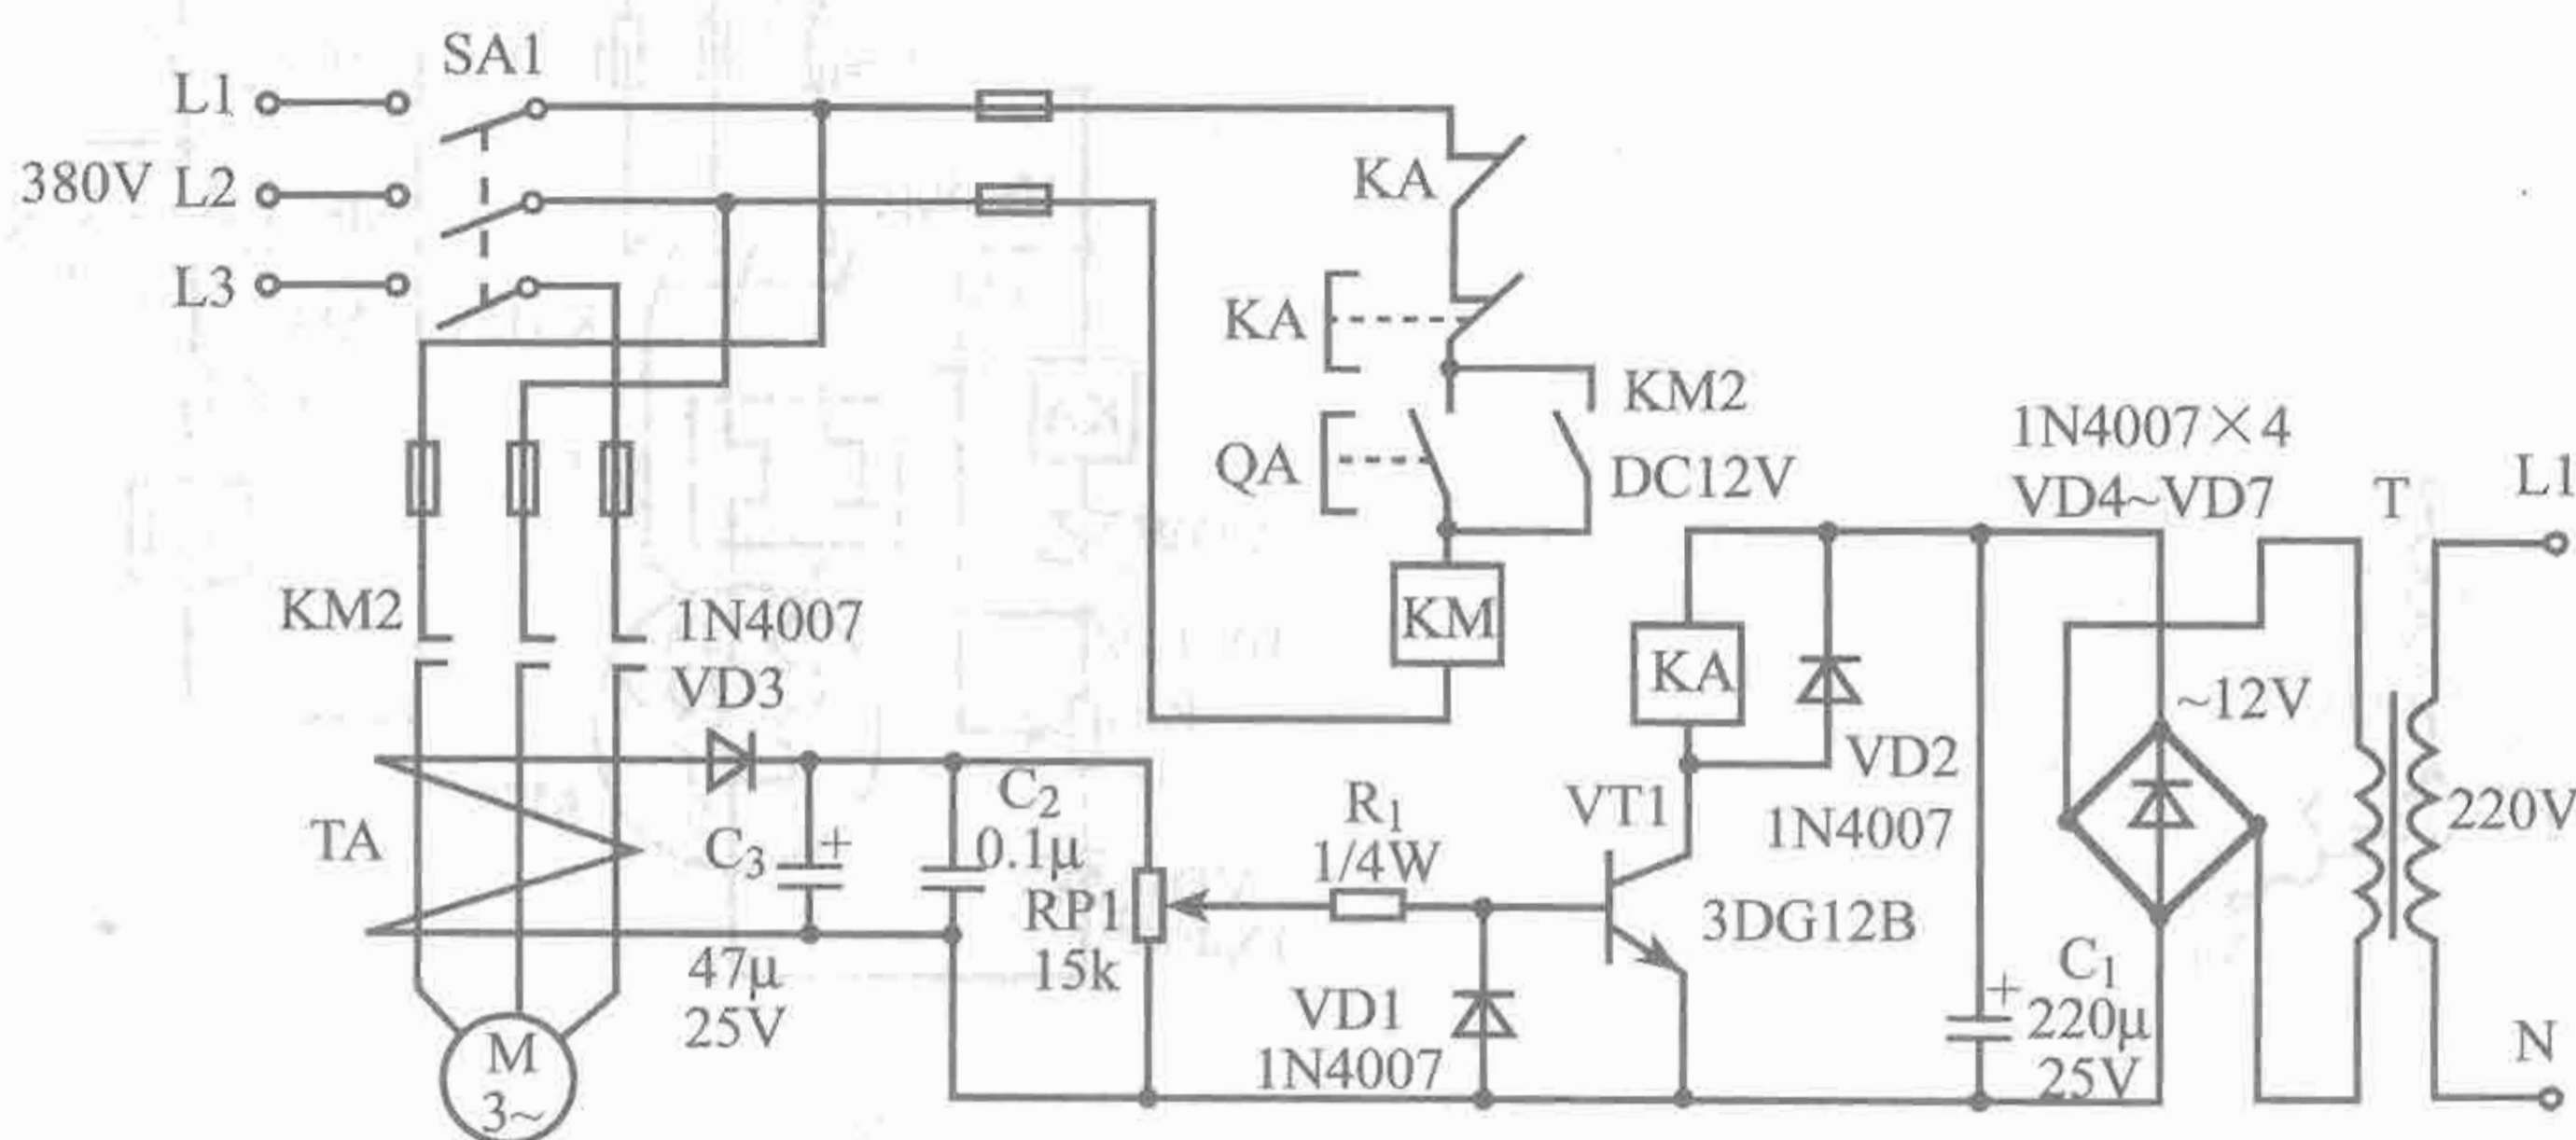 SA1
L1
380V L2
L3
KA
KA
KM2
QA
DC12V
1N4007×4
VD4~VD7
T
L1
KM2
1N4007
VD3
KM
KA
~12V
TA
C3
+
C2
0.1μ
RP1
15k
R1
1/4W
VT1
VD2
1N4007
220V
3DG12B
47μ
25V
VD1
1N4007
C1
+
220μ
25V
N
M
3~